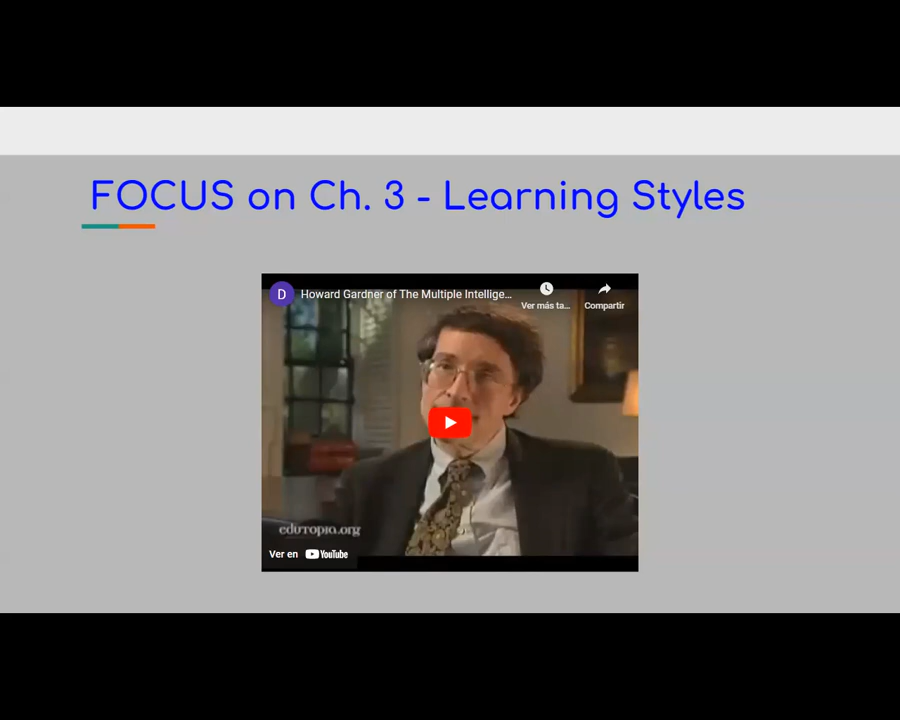 FOCUS on Ch. 3 - Learning Styles
D
Howard Gardner of The Multiple Intellige...
Ver más ta...
Compartir
edutopia.org
Ver en YouTube